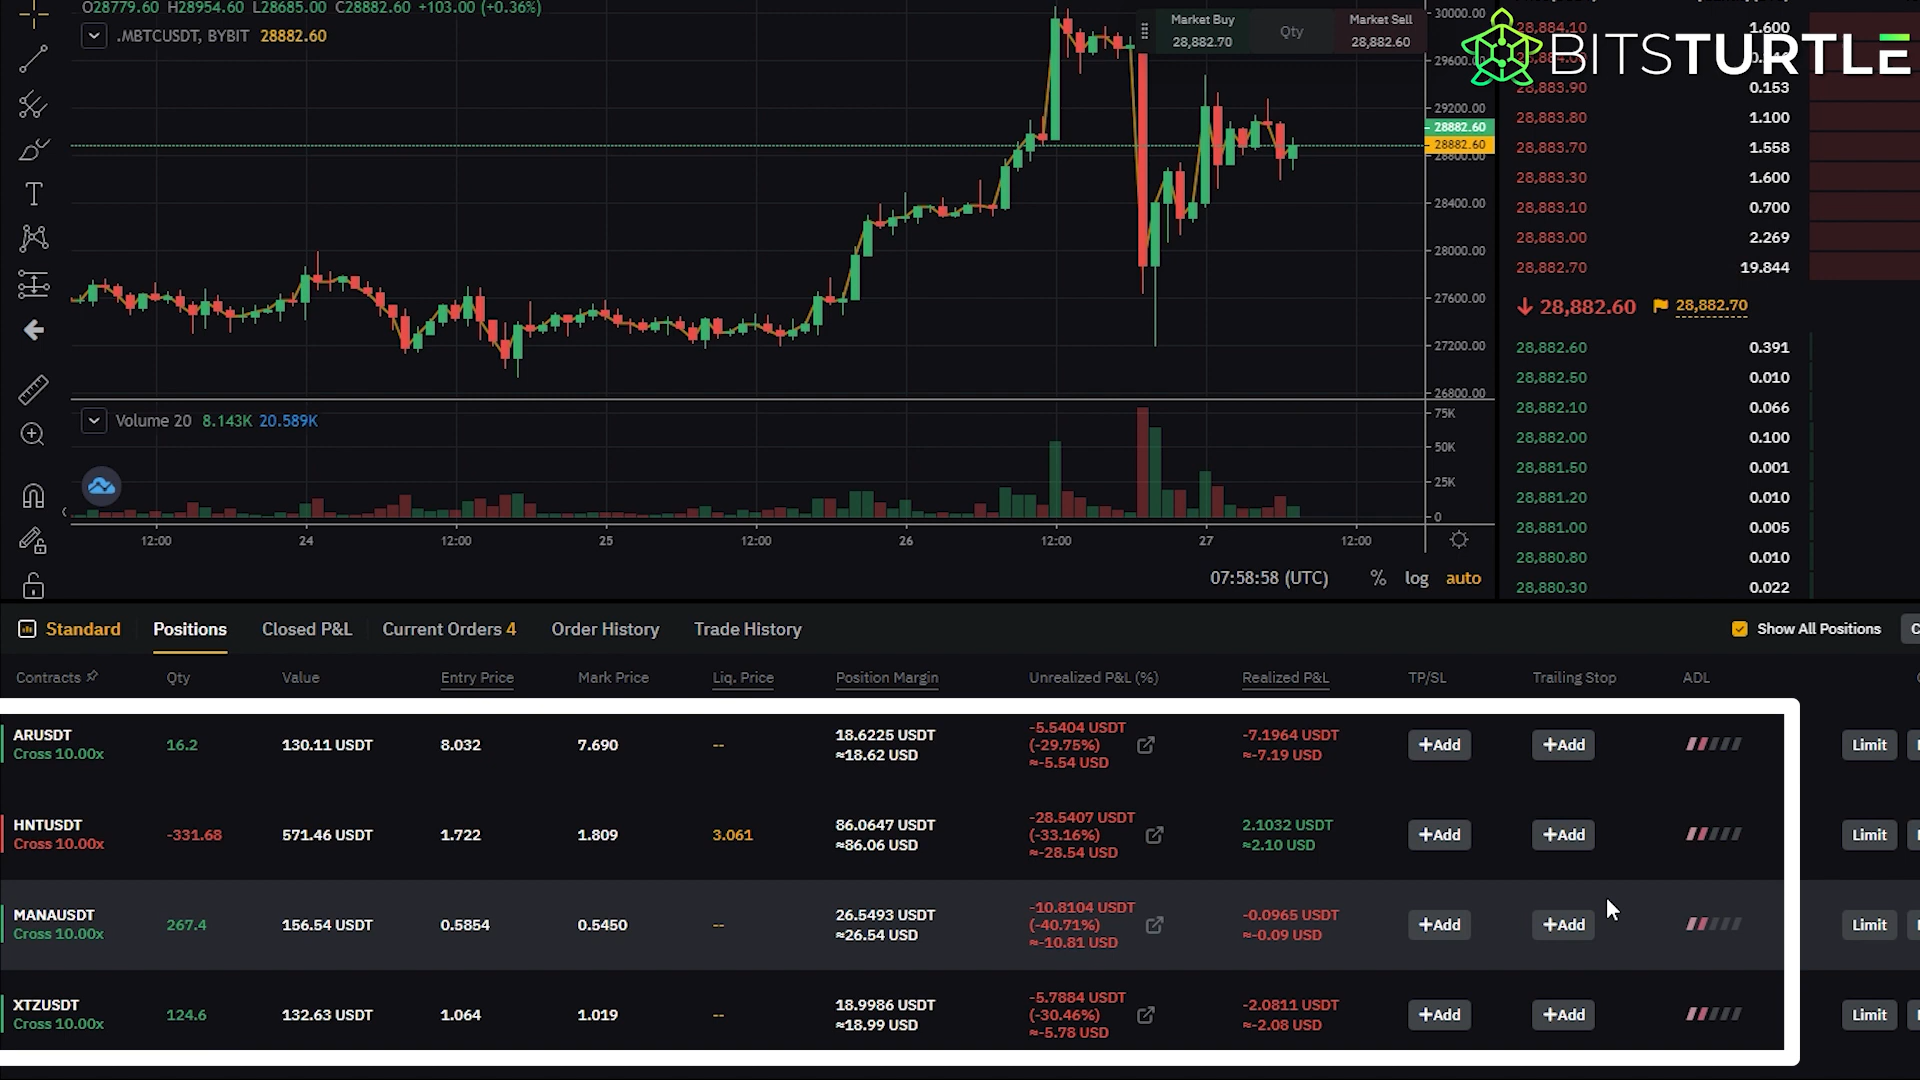 O28779.60 H28954.60 L28685.00 C28882.60 +103.00 (+0.36%)
.MBTCUSDT, BYBIT 28882.60
Market Buy
28,882.70
Qty
Market Sell
28,882.60
BITSTURTLE
30000.00
29600.00
29200.00
28882.60
28882.60
28800.00
28400.00
28000.00
27600.00
27200.00
26800.00
Volume 20 8.143K 20.589K
75K
50K
25K
0
12:00 24 12:00 25 12:00 26 12:00 27 12:00
07:58:58 (UTC) % log auto
28,884.10 1.600
28,883.90 0.153
28,883.80 1.100
28,883.70 1.558
28,883.30 1.600
28,883.10 0.700
28,883.00 2.269
28,882.70 19.844
28,882.60 28,882.70
28,882.60 0.391
28,882.50 0.010
28,882.10 0.066
28,882.00 0.100
28,881.50 0.001
28,881.20 0.010
28,881.00 0.005
28,880.80 0.010
28,880.30 0.022
Standard Positions Closed P&L Current Orders 4 Order History Trade History Show All Positions
Contracts Qty Value Entry Price Mark Price Liq. Price Position Margin Unrealized P&L (%) Realized P&L TP/SL Trailing Stop ADL
ARUSDT
Cross 10.00x
16.2
130.11 USDT
8.032
7.690
--
18.6225 USDT
≈18.62 USD
-5.5404 USDT
(-29.75%)
≈-5.54 USD
-7.1964 USDT
≈-7.19 USD
+Add
+Add
Limit
HNTUSDT
Cross 10.00x
-331.68
571.46 USDT
1.722
1.809
3.061
86.0647 USDT
≈86.06 USD
-28.5407 USDT
(-33.16%)
≈-28.54 USD
2.1032 USDT
≈2.10 USD
+Add
+Add
Limit
MANAUSDT
Cross 10.00x
267.4
156.54 USDT
0.5854
0.5450
--
26.5493 USDT
≈26.54 USD
-10.8104 USDT
(-40.71%)
≈-10.81 USD
-0.0965 USDT
≈-0.09 USD
+Add
+Add
Limit
XTZUSDT
Cross 10.00x
124.6
132.63 USDT
1.064
1.019
--
18.9986 USDT
≈18.99 USD
-5.7884 USDT
(-30.46%)
≈-5.78 USD
-2.0811 USDT
≈-2.08 USD
+Add
+Add
Limit